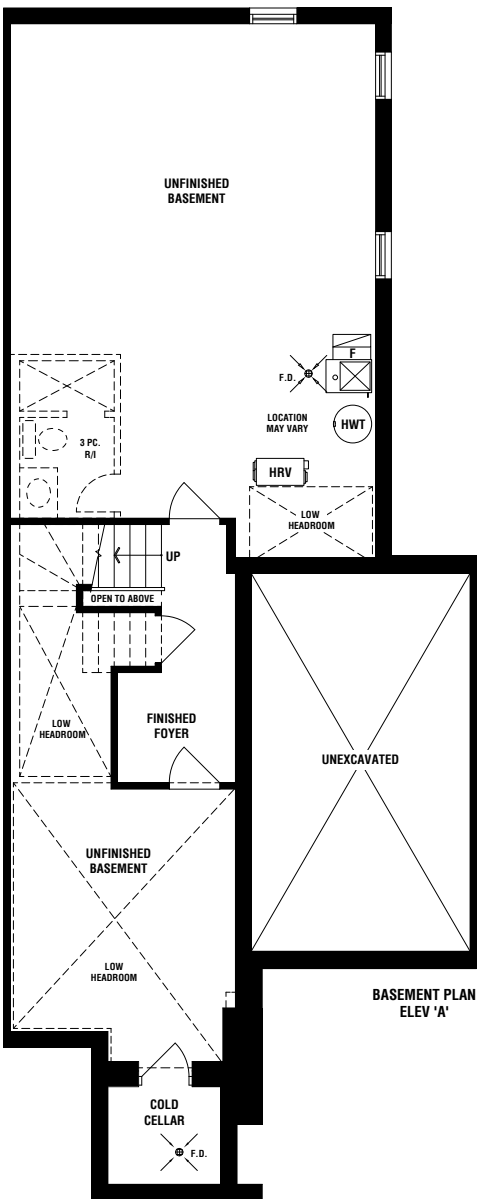 UNFINISHED
BASEMENT
F
F.D.
LOCATION
MAY VARY
HWT
3 PC.
R/I
HRV
LOW
HEADROOM
UP
OPEN TO ABOVE
LOW
HEADROOM
FINISHED
FOYER
UNEXCAVATED
UNFINISHED
BASEMENT
LOW
HEADROOM
BASEMENT PLAN
ELEV 'A'
COLD
CELLAR
F.D.